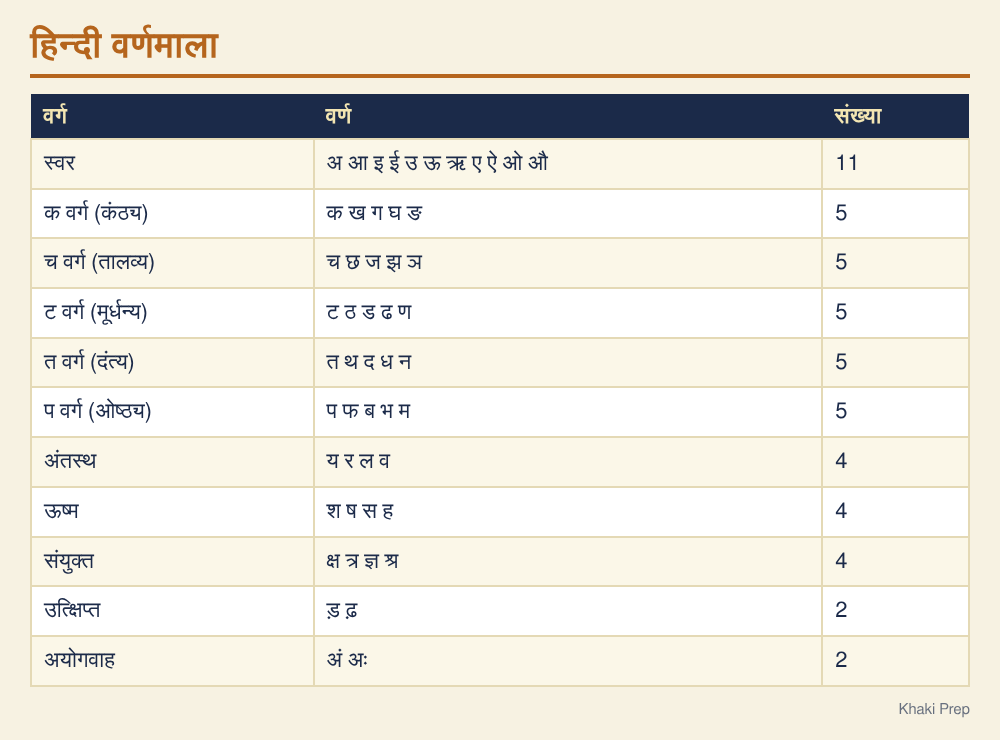 हिन्दी वर्णमाला
वर्ग वर्ण संख्या
स्वर अ आ इ ई उ ऊ ऋ ए ऐ ओ औ 11
क वर्ग (कंठ्य) क ख ग घ ङ 5
च वर्ग (तालव्य) च छ ज झ ञ 5
ट वर्ग (मूर्धन्य) ट ठ ड ढ ण 5
त वर्ग (दंत्य) त थ द ध न 5
प वर्ग (ओष्ठ्य) प फ ब भ म 5
अंतस्थ य र ल व 4
ऊष्म श ष स ह 4
संयुक्त क्ष त्र ज्ञ श्र 4
उत्क्षिप्त ड़ ढ़ 2
अयोगवाह अं अः 2
Khaki Prep